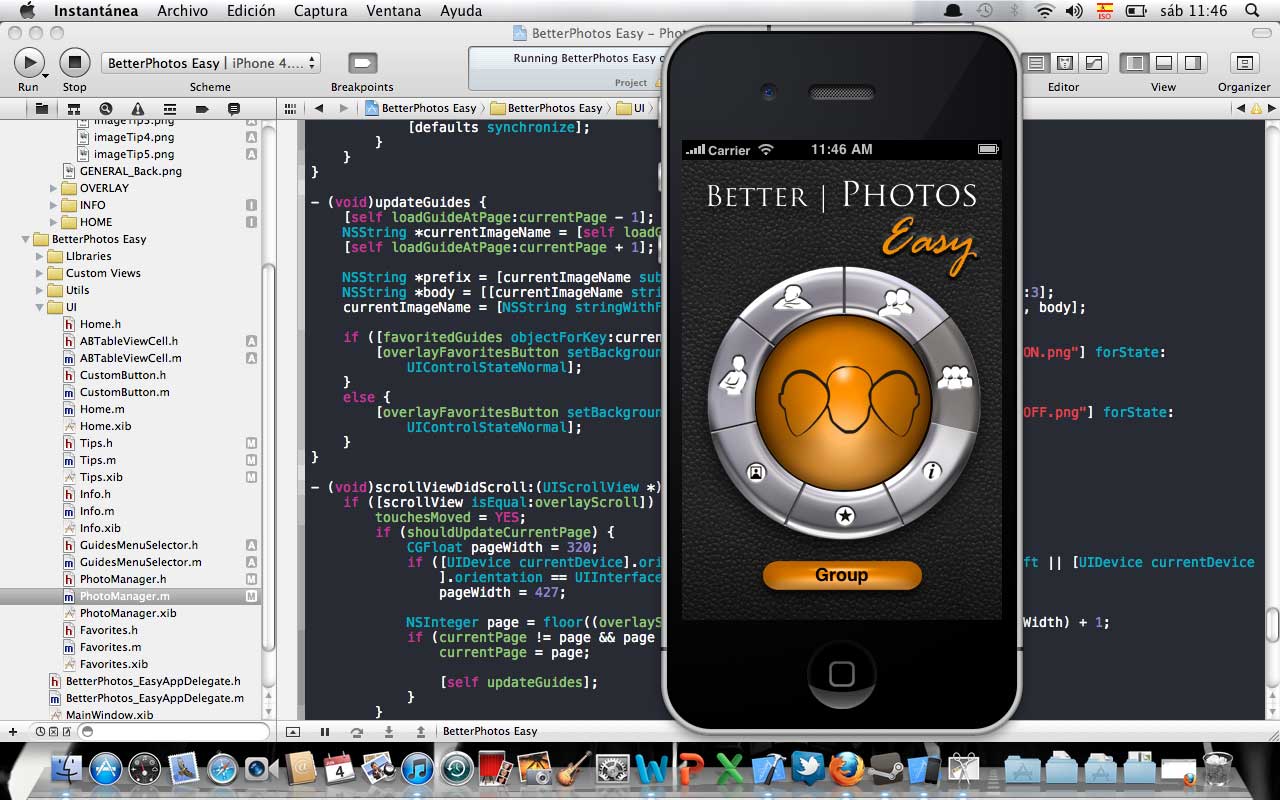 Instantánea Archivo Edición Captura Ventana Ayuda ISO sáb 11:46
BetterPhotos Easy – Pho
Run Stop BetterPhotos Easy | iPhone 4.... Scheme Breakpoints
Running BetterPhotos Easy o
Project
Editor View Organizer
BetterPhotos Easy BetterPhotos Easy UI
imageTip3.png A
imageTip4.png A
imageTip5.png A
GENERAL_Back.png
OVERLAY
INFO I
HOME I
BetterPhotos Easy
LIbraries
Custom Views
Utils
UI
Home.h
ABTableViewCell.h A
ABTableViewCell.m A
CustomButton.h
CustomButton.m
Home.m
Home.xib
Tips.h M
Tips.m M
Tips.xib M
Info.h
Info.m
Info.xib
GuidesMenuSelector.h A
GuidesMenuSelector.m A
PhotoManager.h M
PhotoManager.m M
PhotoManager.xib
Favorites.h
Favorites.m
Favorites.xib
BetterPhotos_EasyAppDelegate.h
BetterPhotos_EasyAppDelegate.m
MainWindow.xib
[defaults synchronize];
}
}
}
- (void)updateGuides {
[self loadGuideAtPage:currentPage - 1];
NSString *currentImageName = [self loadG
[self loadGuideAtPage:currentPage + 1];
NSString *prefix = [currentImageName sub :3];
NSString *body = [[currentImageName stri , body];
currentImageName = [NSString stringWithF
if ([favoritedGuides objectForKey:curre
[overlayFavoritesButton setBackgroun ON.png"] forState:
UIControlStateNormal];
}
else {
[overlayFavoritesButton setBackgroun OFF.png"] forState:
UIControlStateNormal];
}
}
- (void)scrollViewDidScroll:(UIScrollView *)
if ([scrollView isEqual:overlayScroll])
touchesMoved = YES;
if (shouldUpdateCurrentPage) {
CGFloat pageWidth = 320;
if ([UIDevice currentDevice].ori ft || [UIDevice currentDevice
].orientation == UIInterface
pageWidth = 427;
NSInteger page = floor((overlayS Width) + 1;
if (currentPage != page && page
currentPage = page;
[self updateGuides];
}
}
BetterPhotos Easy
Carrier 11:46 AM
BETTER | PHOTOS
Easy
i
Group
4